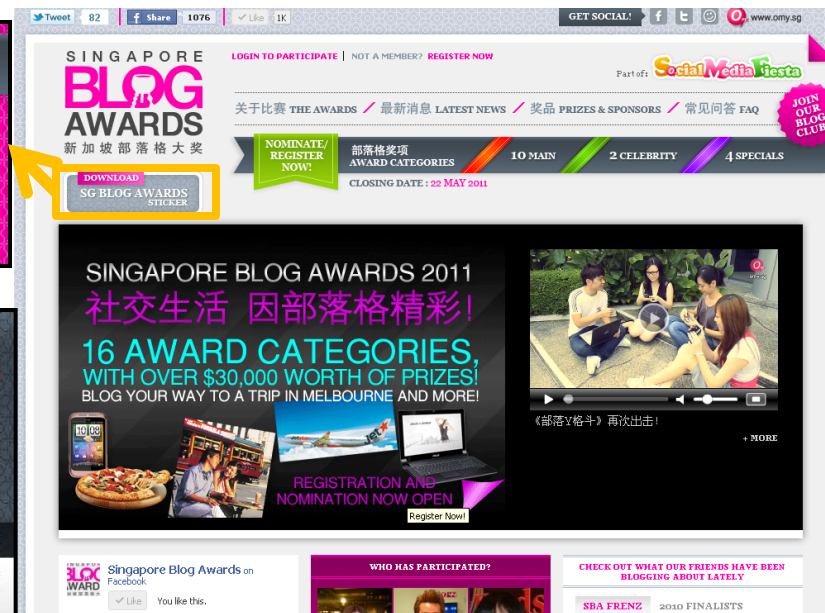 Tweet 82 Share 1076 Like 1K GET SOCIAL! www.omy.sg
SINGAPORE
BLOG
AWARDS
新加坡部落格大奖
LOGIN TO PARTICIPATE | NOT A MEMBER? REGISTER NOW
Part of: Social Media Fiesta
关于比赛 THE AWARDS / 最新消息 LATEST NEWS / 奖品 PRIZES & SPONSORS / 常见问答 FAQ
JOIN
OUR
BLOG
CLUB
NOMINATE/
REGISTER
NOW!
部落格奖项
AWARD CATEGORIES
10 MAIN
2 CELEBRITY
4 SPECIALS
CLOSING DATE : 22 MAY 2011
DOWNLOAD
SG BLOG AWARDS
STICKER
SINGAPORE BLOG AWARDS 2011
社交生活 因部落格精彩!
16 AWARD CATEGORIES,
WITH OVER $30,000 WORTH OF PRIZES!
BLOG YOUR WAY TO A TRIP IN MELBOURNE AND MORE!
10:08
REGISTRATION AND
NOMINATION NOW OPEN
Register Now!
《部落Y格斗》再次出击!
+ MORE
Singapore Blog Awards on
Facebook
Like You like this.
WHO HAS PARTICIPATED?
CHECK OUT WHAT OUR FRIENDS HAVE BEEN
BLOGGING ABOUT LATELY
SBA FRENZ 2010 FINALISTS